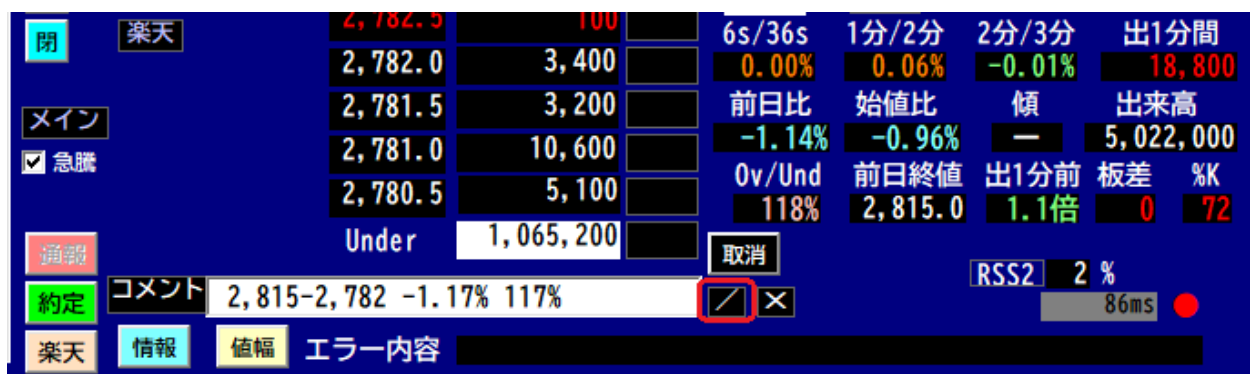 閉 楽天 2,782.5 100 6s/36s 1分/2分 2分/3分 出1分間
2,782.0 3,400 0.00% 0.06% -0.01% 18,800
メイン 2,781.5 3,200 前日比 始値比 傾 出来高
-1.14% -0.96% ー 5,022,000
急騰 2,781.0 10,600 Ov/Und 前日終値 出1分前 板差 %K
2,780.5 5,100 118% 2,815.0 1.1倍 0 72
通報 Under 1,065,200 取消
RSS2 2 %
約定 コメント 2,815-2,782 -1.17% 117% / × 86ms
楽天 情報 値幅 エラー内容